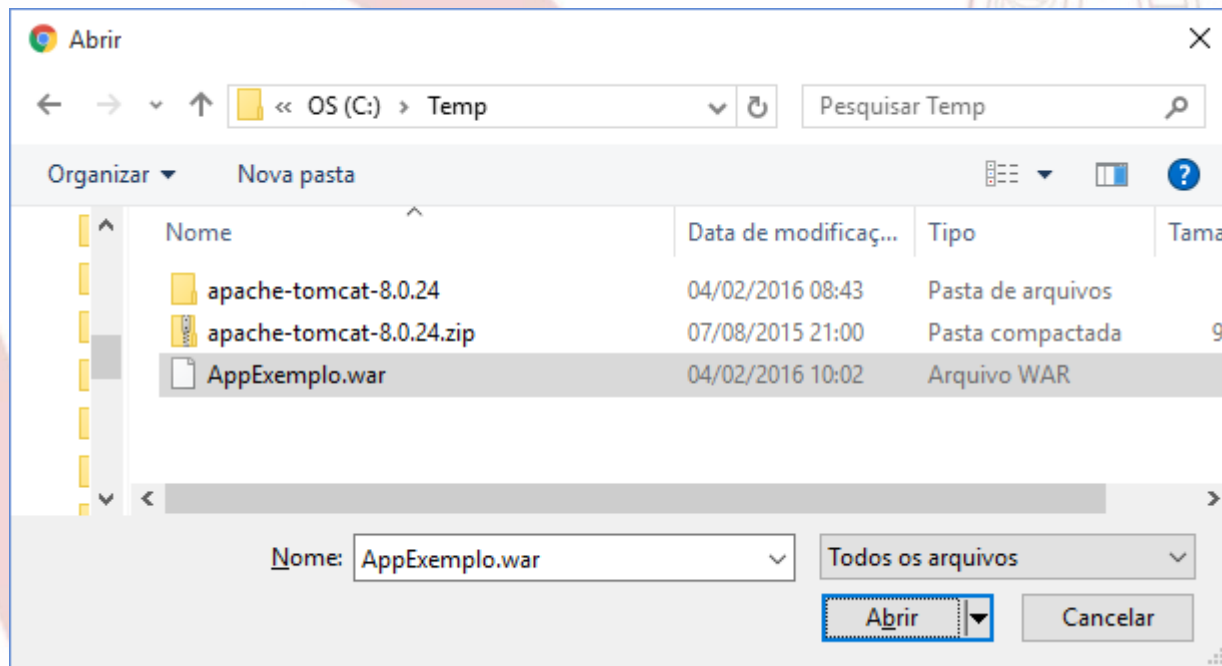 Abrir
« OS (C:) > Temp
Pesquisar Temp
Organizar
Nova pasta
?
Nome Data de modificaç... Tipo Tama
apache-tomcat-8.0.24 04/02/2016 08:43 Pasta de arquivos
apache-tomcat-8.0.24.zip 07/08/2015 21:00 Pasta compactada 9
AppExemplo.war 04/02/2016 10:02 Arquivo WAR
Nome: AppExemplo.war Todos os arquivos
Abrir Cancelar